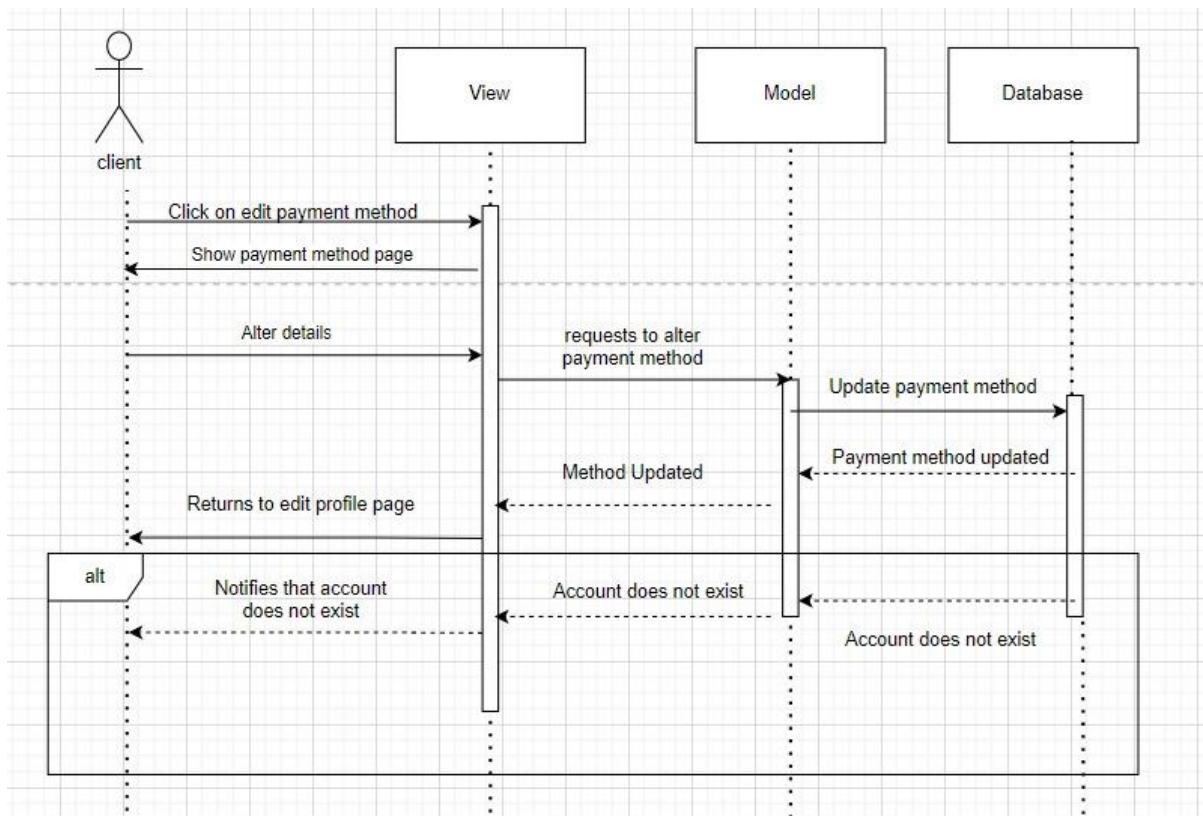 View
Model
Database
client
Click on edit payment method
Show payment method page
Alter details
requests to alter
payment method
Update payment method
Payment method updated
Method Updated
Returns to edit profile page
alt
Notifies that account
does not exist
Account does not exist
Account does not exist